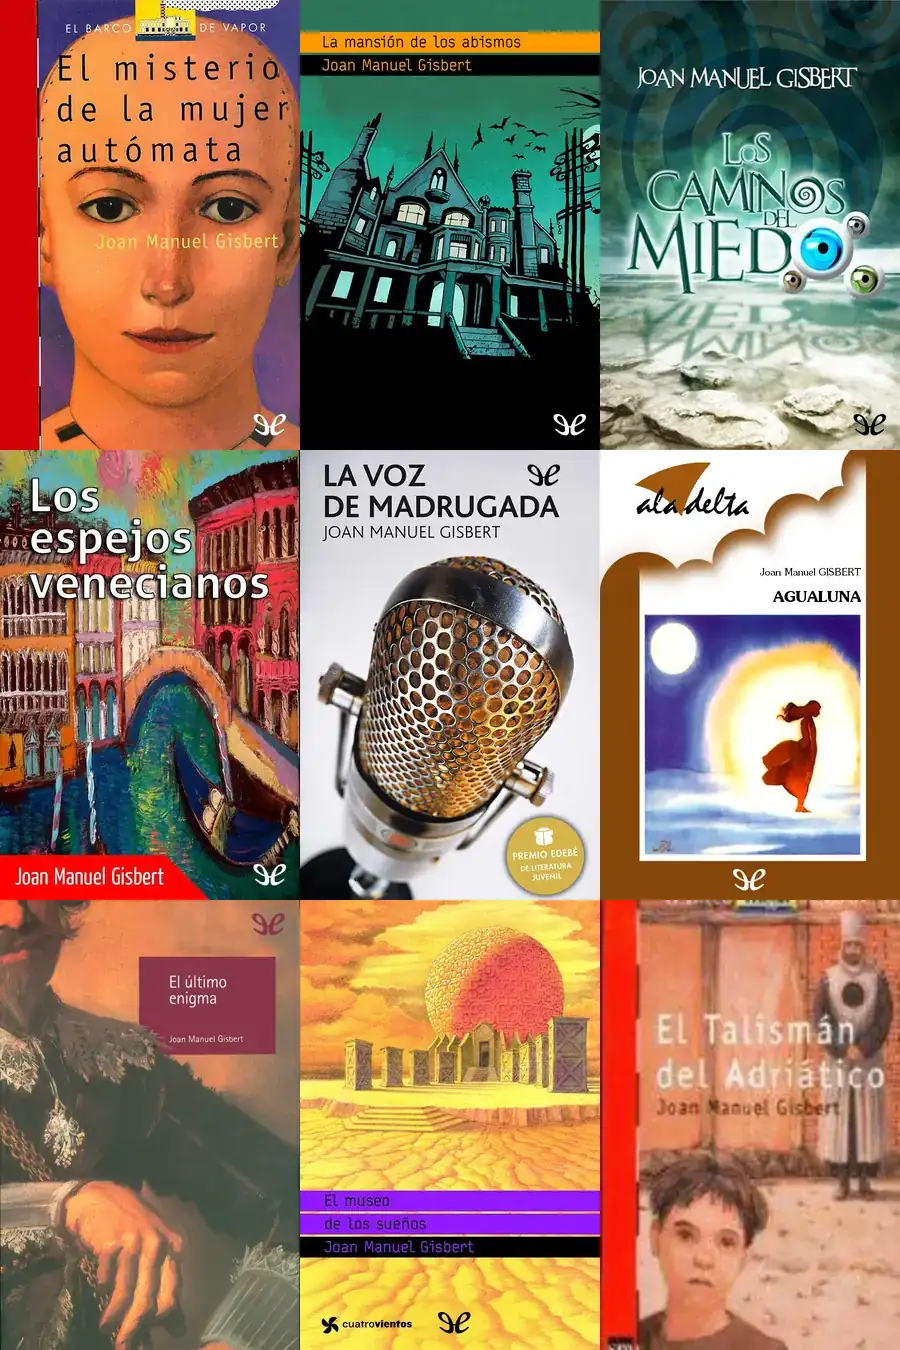 EL BARCO DE VAPOR
El misterio
de la mujer
autómata
Joan Manuel Gisbert
La mansión de los abismos
Joan Manuel Gisbert
JOAN MANUEL GISBERT
LOS
CAMINOS
DEL
MIEDO
Los
espejos
venecianos
Joan Manuel Gisbert
LA VOZ
DE MADRUGADA
JOAN MANUEL GISBERT
PREMIO EDEBÉ
DE LITERATURA
JUVENIL
ala delta
Joan Manuel GISBERT
AGUALUNA
El último
enigma
Joan Manuel Gisbert
El museo
de los sueños
Joan Manuel Gisbert
cuatrovientos
El Talismán
del Adriático
Joan Manuel Gisbert